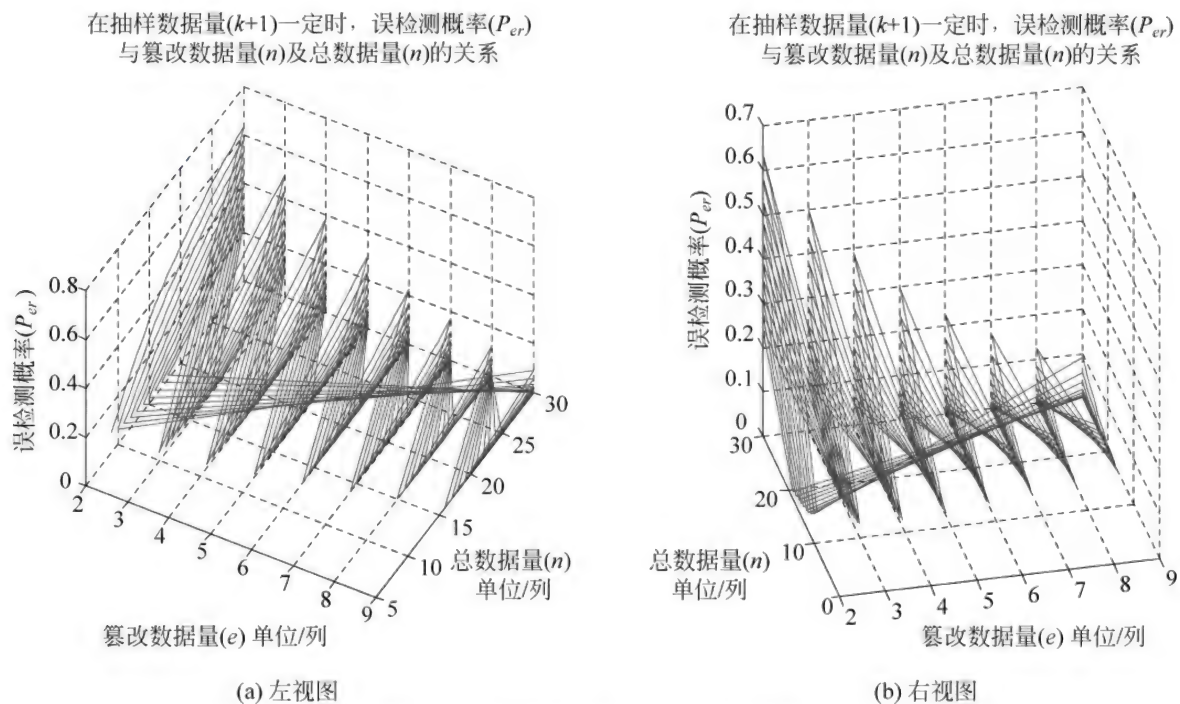 在抽样数据量(k+1)一定时，误检测概率(Per)
与篡改数据量(n)及总数据量(n)的关系
0.8
0.6
0.4
0.2
0
误检测概率(Per)
2
3
4
5
6
7
8
9
5
10
15
20
25
30
总数据量(n)
单位/列
篡改数据量(e) 单位/列
(a) 左视图
在抽样数据量(k+1)一定时，误检测概率(Per)
与篡改数据量(n)及总数据量(n)的关系
0.7
0.6
0.5
0.4
0.3
0.2
0.1
0
误检测概率(Per)
30
20
10
0
总数据量(n)
单位/列
2
3
4
5
6
7
8
9
篡改数据量(e) 单位/列
(b) 右视图